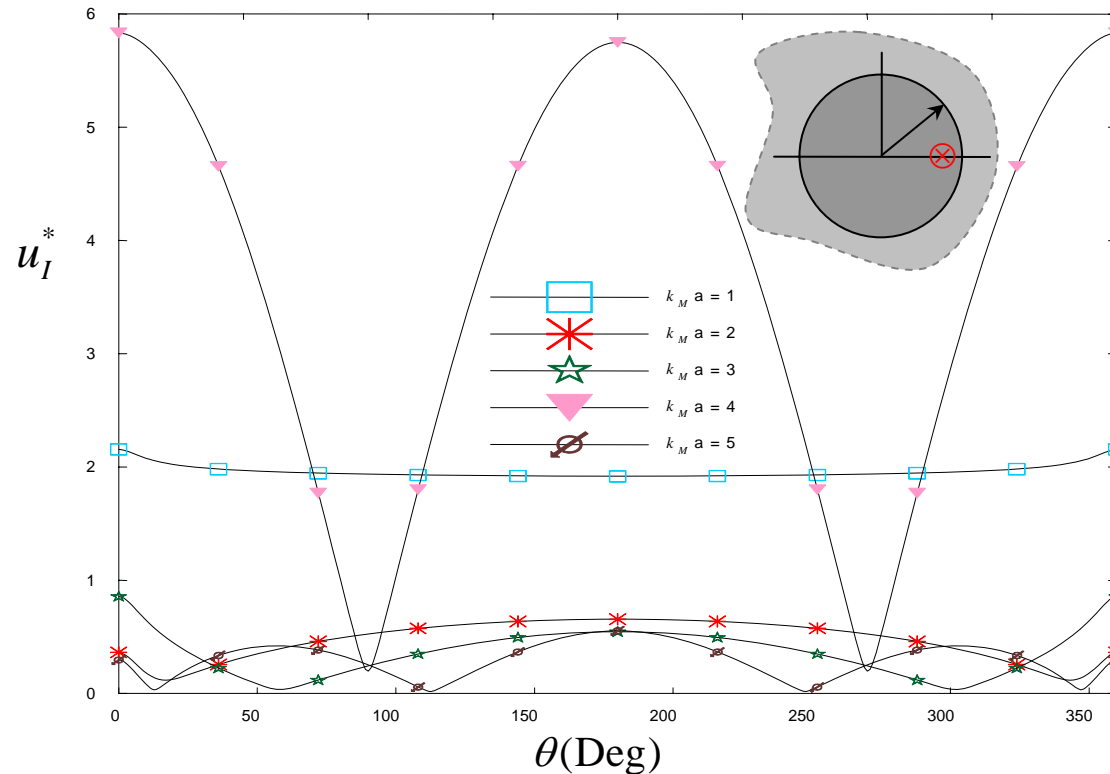 6
5
4
3
2
1
0
u_I^*
k_M a = 1
k_M a = 2
k_M a = 3
k_M a = 4
k_M a = 5
0 50 100 150 200 250 300 350
θ(Deg)